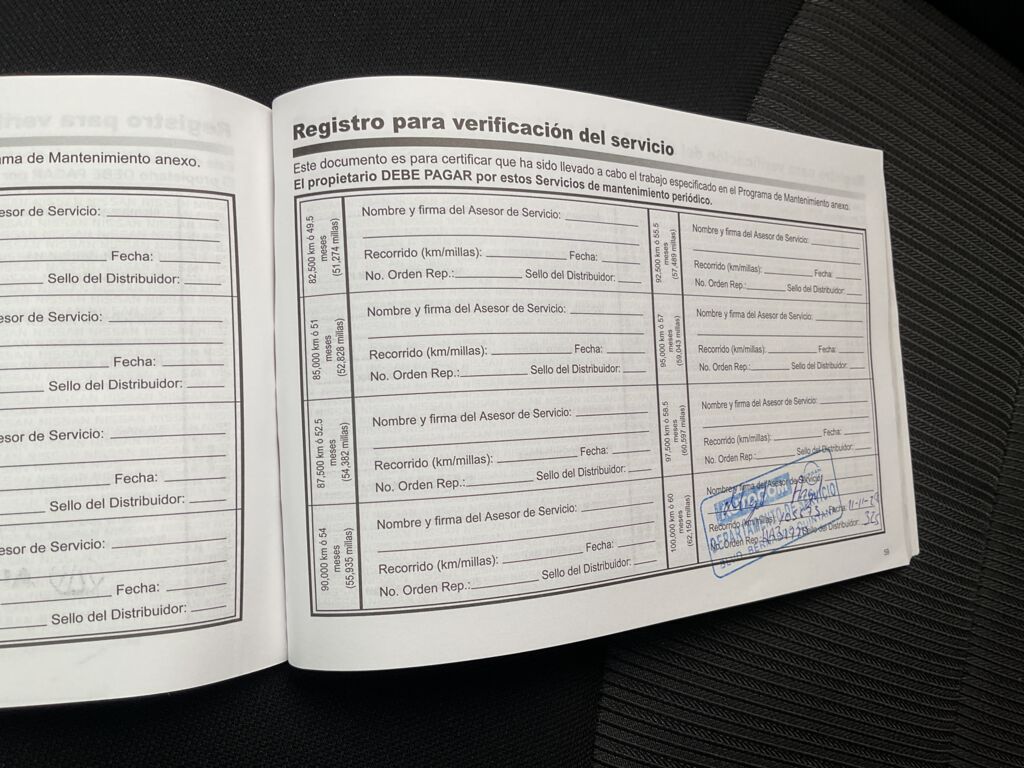 ma de Mantenimiento anexo.
esor de Servicio:
Fecha:
Sello del Distribuidor:
esor de Servicio:
Fecha:
Sello del Distribuidor:
esor de Servicio:
Fecha:
Sello del Distribuidor:
esor de Servicio:
Fecha:
Sello del Distribuidor:
Registro para verificación del servicio
Este documento es para certificar que ha sido llevado a cabo el trabajo especificado en el Programa de Mantenimiento anexo.
El propietario DEBE PAGAR por estos Servicios de mantenimiento periódico.
82,500 km ó 49.5
meses
(51,274 millas)
Nombre y firma del Asesor de Servicio:
Recorrido (km/millas): Fecha:
No. Orden Rep.: Sello del Distribuidor:
85,000 km ó 51
meses
(52,828 millas)
Nombre y firma del Asesor de Servicio:
Recorrido (km/millas): Fecha:
No. Orden Rep.: Sello del Distribuidor:
87,500 km ó 52.5
meses
(54,382 millas)
Nombre y firma del Asesor de Servicio:
Recorrido (km/millas): Fecha:
No. Orden Rep.: Sello del Distribuidor:
90,000 km ó 54
meses
(55,935 millas)
Nombre y firma del Asesor de Servicio:
Recorrido (km/millas): Fecha:
No. Orden Rep.: Sello del Distribuidor:
92,500 km ó 55.5
meses
(57,489 millas)
Nombre y firma del Asesor de Servicio:
Recorrido (km/millas): Fecha:
No. Orden Rep.: Sello del Distribuidor:
95,000 km ó 57
meses
(59,043 millas)
Nombre y firma del Asesor de Servicio:
Recorrido (km/millas): Fecha:
No. Orden Rep.: Sello del Distribuidor:
97,500 km ó 58.5
meses
(60,597 millas)
Nombre y firma del Asesor de Servicio:
Recorrido (km/millas): Fecha:
No. Orden Rep.: Sello del Distribuidor:
100,000 km ó 60
meses
(62,150 millas)
Nombre y firma del Asesor de Servicio:
Recorrido (km/millas): Fecha:
No. Orden Rep.: Sello del Distribuidor:
DEPARTAMENTO DE SERVICIO
BLVD. BERNARDO QUINTANA
59